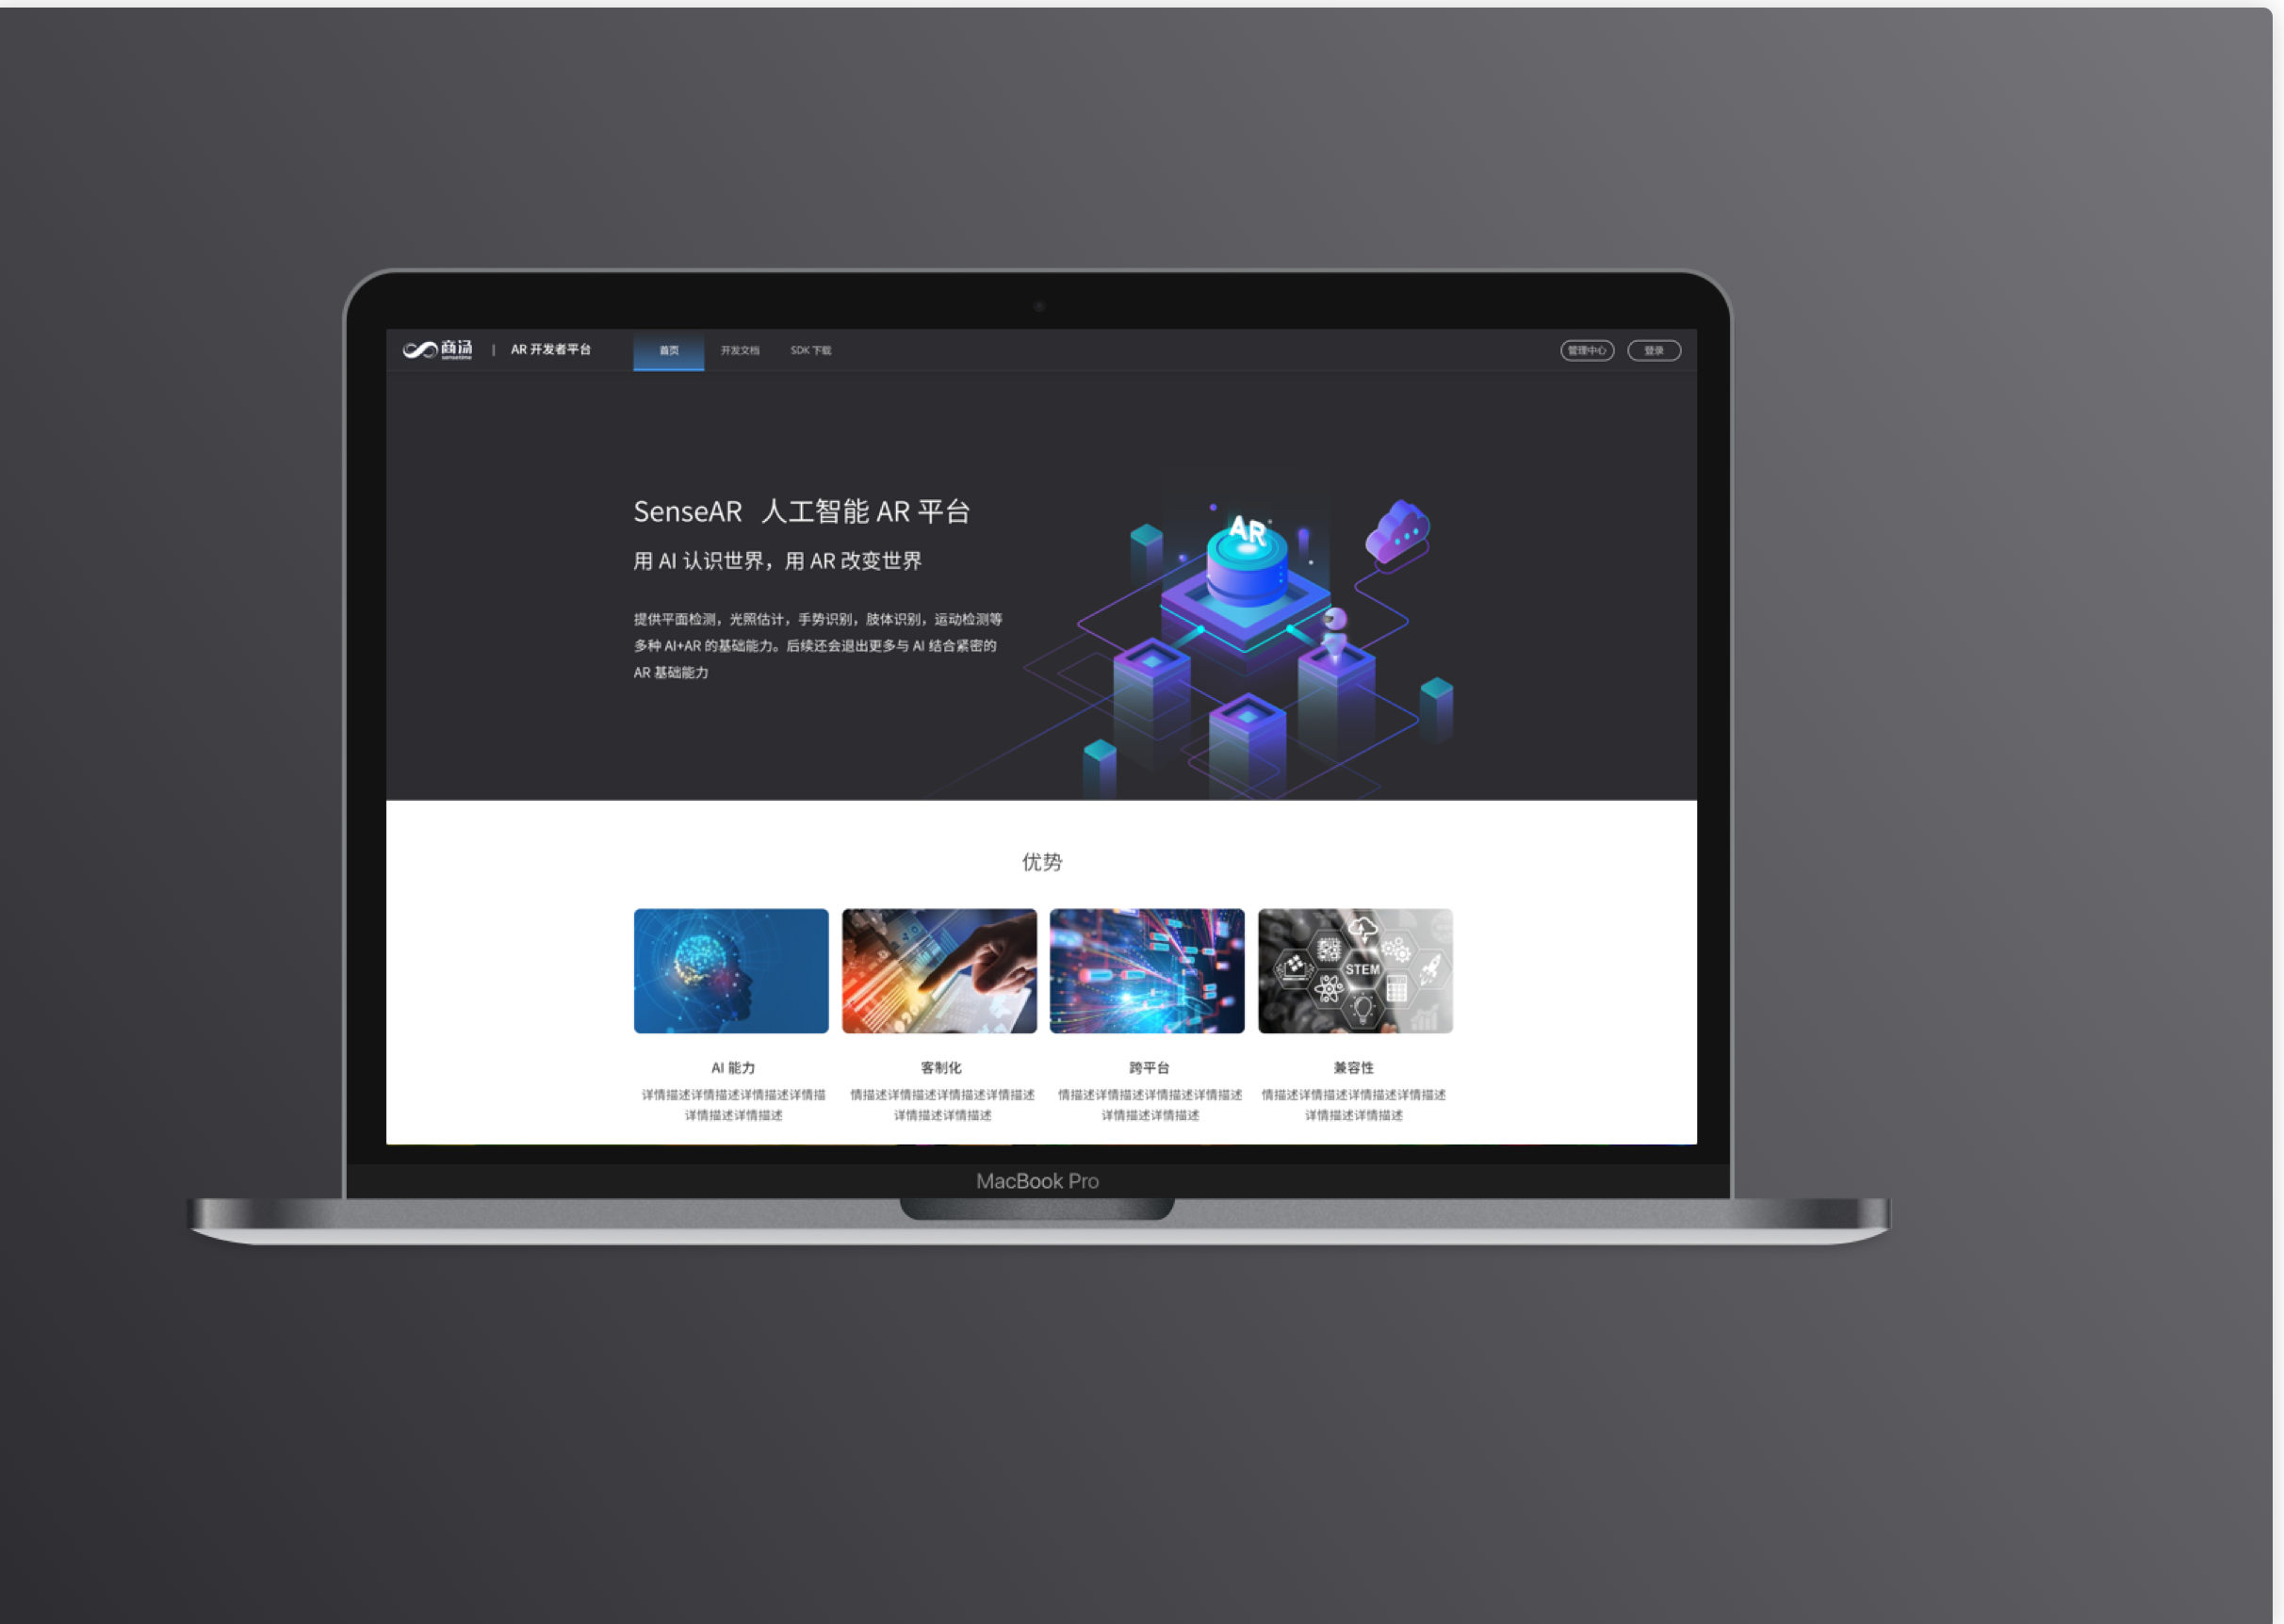 商汤
sensetime
| AR 开发者平台
首页
开发文档
SDK 下载
管理中心
登录
SenseAR 人工智能 AR 平台
用 AI 认识世界，用 AR 改变世界
提供平面检测，光照估计，手势识别，肢体识别，运动检测等
多种 AI+AR 的基础能力。后续还会退出更多与 AI 结合紧密的
AR 基础能力
AR
优势
STEM
AI 能力
详情描述详情描述详情描述详情描
详情描述详情描述
客制化
情描述详情描述详情描述详情描述
详情描述详情描述
跨平台
情描述详情描述详情描述详情描述
详情描述详情描述
兼容性
情描述详情描述详情描述详情描述
详情描述详情描述
MacBook Pro